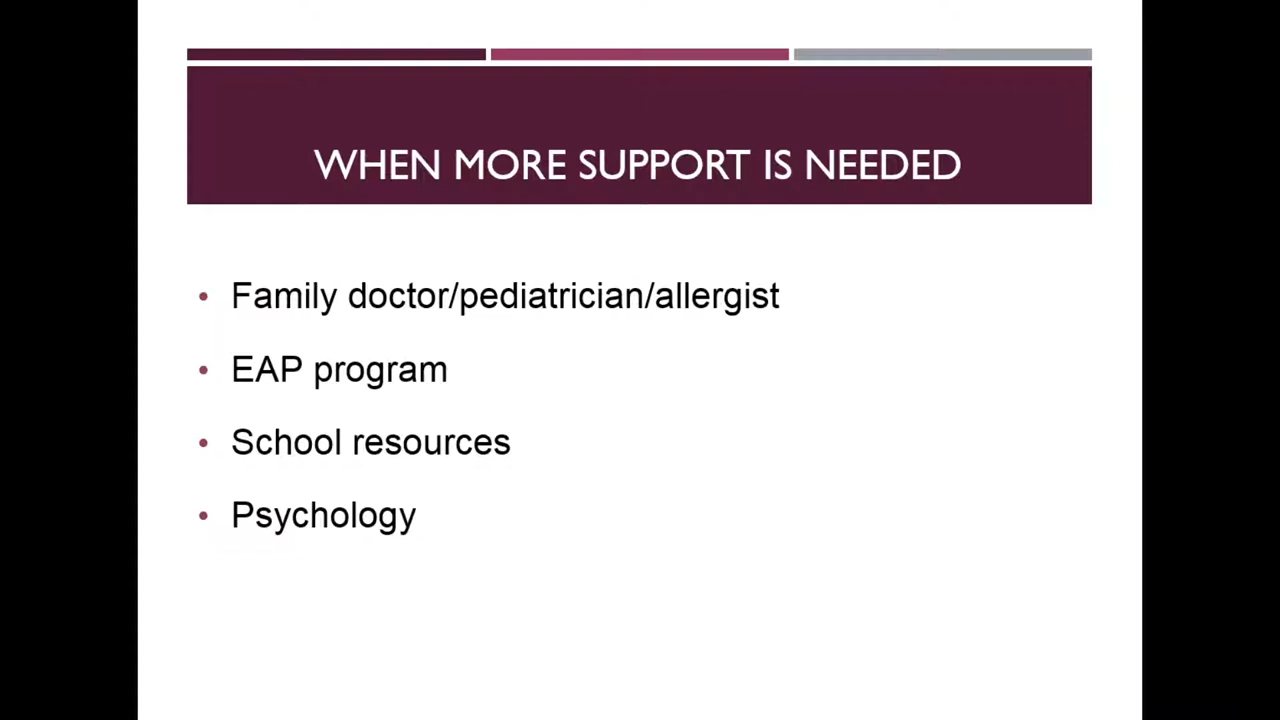 WHEN MORE SUPPORT IS NEEDED
• Family doctor/pediatrician/allergist
• EAP program
• School resources
• Psychology